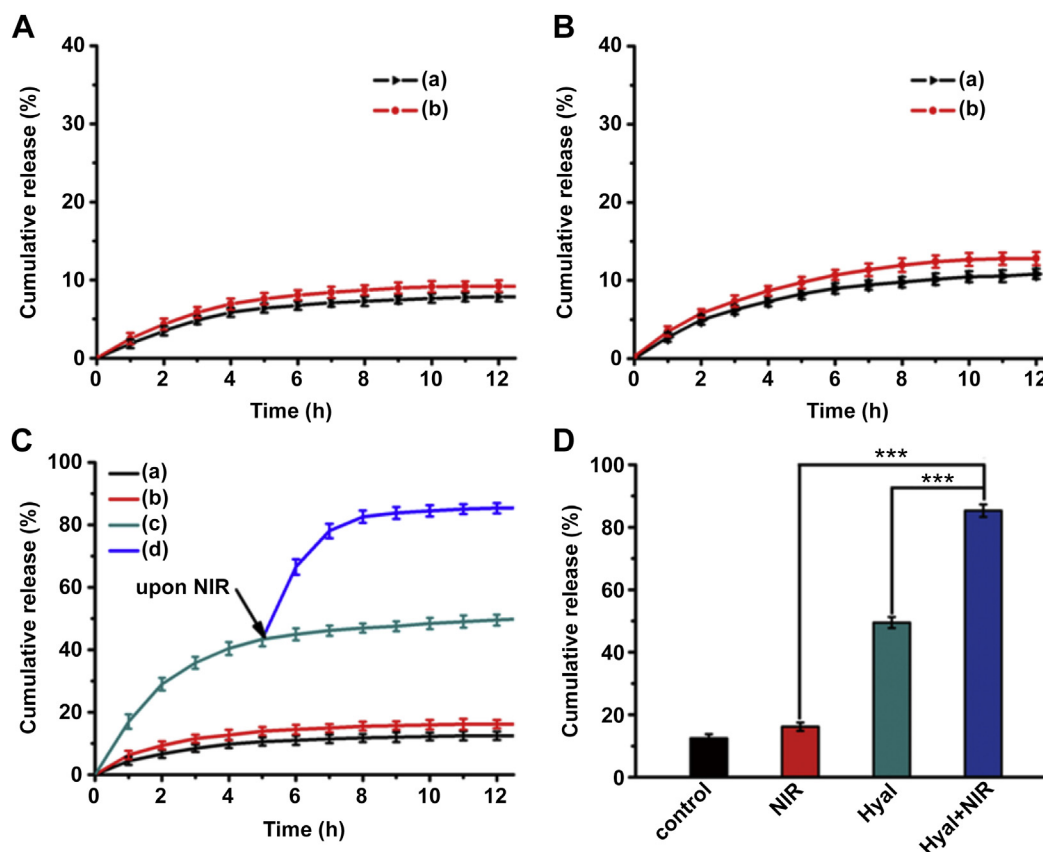 A
40
30
20
10
0
Cumulative release (%)
(a)
(b)
0 2 4 6 8 10 12
Time (h)
B
40
30
20
10
0
Cumulative release (%)
(a)
(b)
0 2 4 6 8 10 12
Time (h)
C
100
80
60
40
20
0
Cumulative release (%)
(a)
(b)
(c)
(d)
upon NIR
0 2 4 6 8 10 12
Time (h)
D
100
80
60
40
20
0
Cumulative release (%)
***
***
control NIR Hyal Hyal+NIR